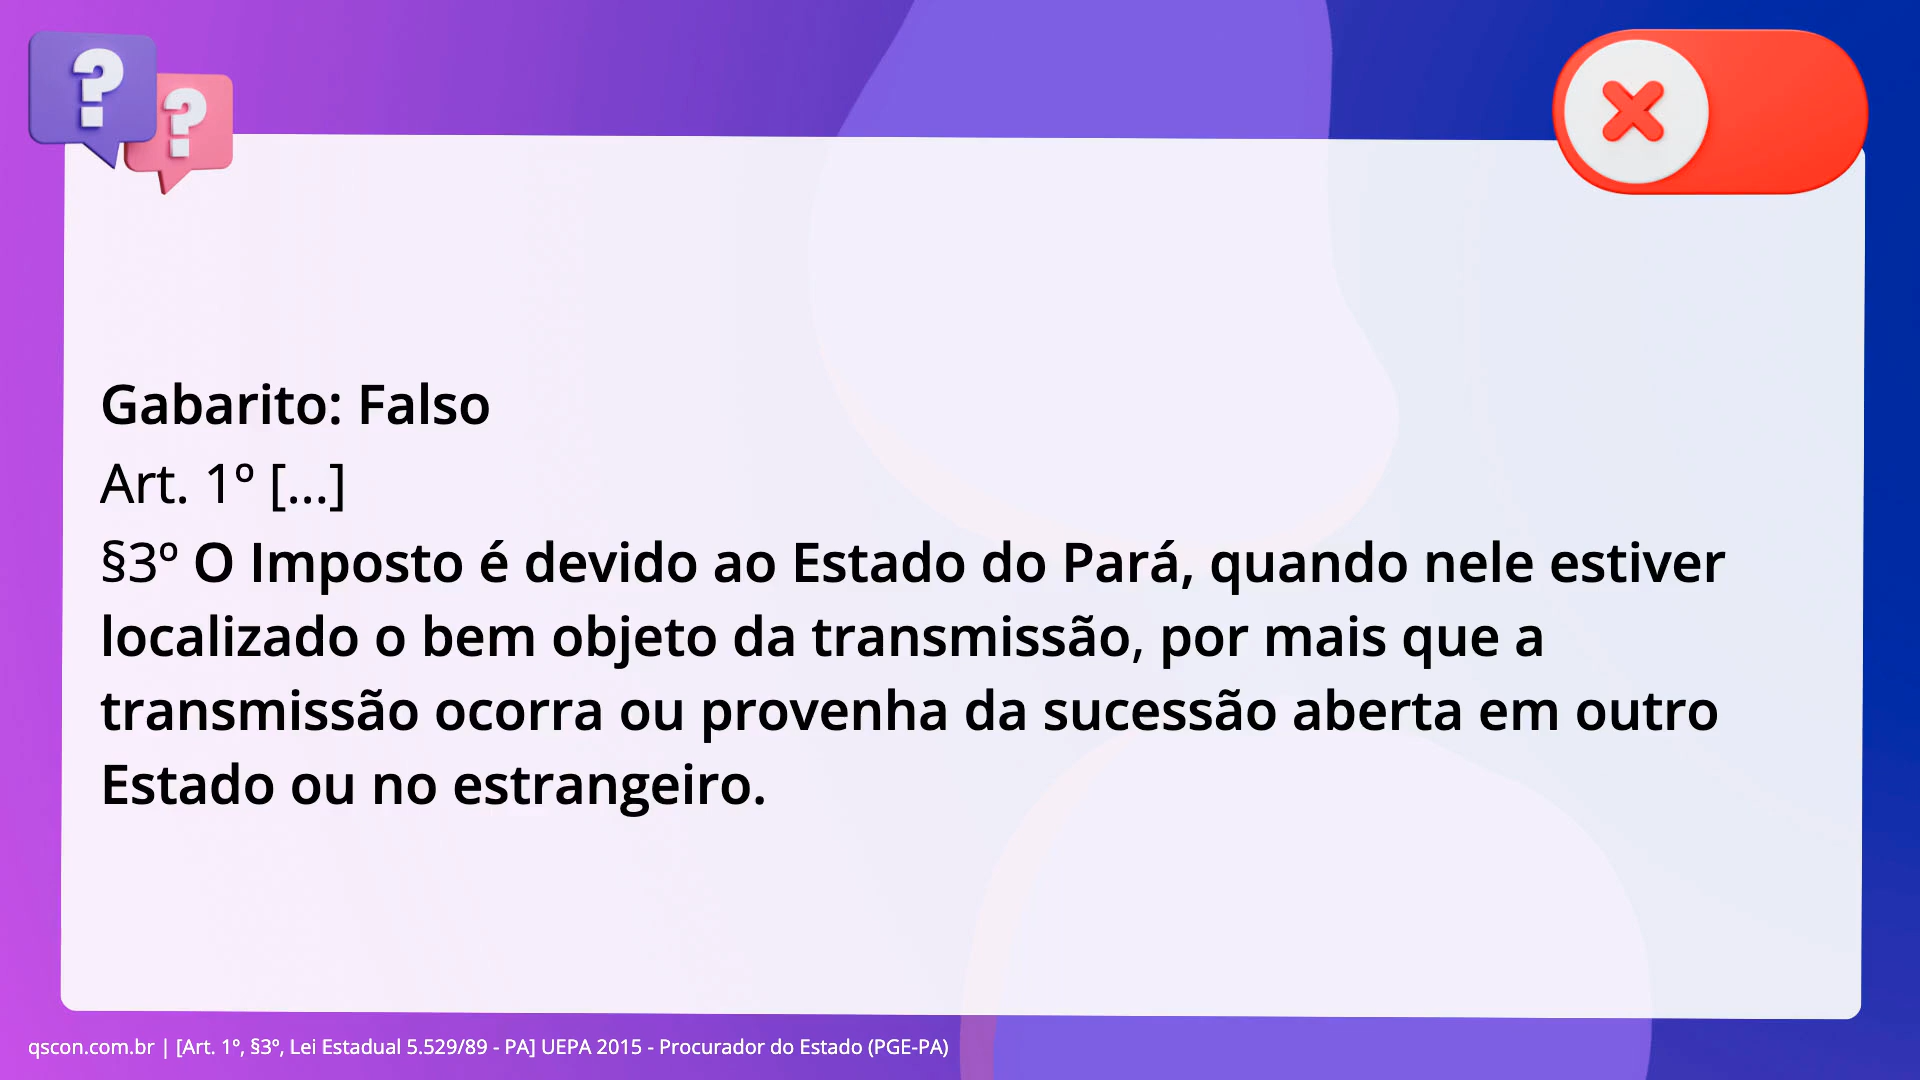 ?
?
Gabarito: Falso
Art. 1º [...]
§3º O Imposto é devido ao Estado do Pará, quando nele estiver
localizado o bem objeto da transmissão, por mais que a
transmissão ocorra ou provenha da sucessão aberta em outro
Estado ou no estrangeiro.
qscon.com.br | [Art. 1º, §3º, Lei Estadual 5.529/89 - PA] UEPA 2015 - Procurador do Estado (PGE-PA)